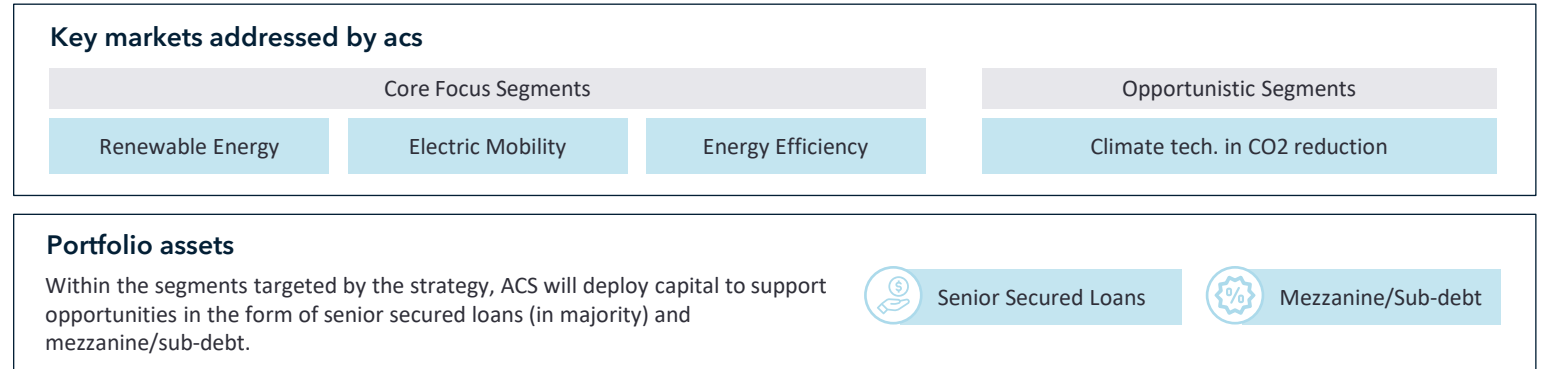 Key markets addressed by acs
Core Focus Segments
Opportunistic Segments
Renewable Energy
Electric Mobility
Energy Efficiency
Climate tech. in CO2 reduction
Portfolio assets
Within the segments targeted by the strategy, ACS will deploy capital to support
opportunities in the form of senior secured loans (in majority) and
mezzanine/sub-debt.
$
Senior Secured Loans
%
Mezzanine/Sub-debt